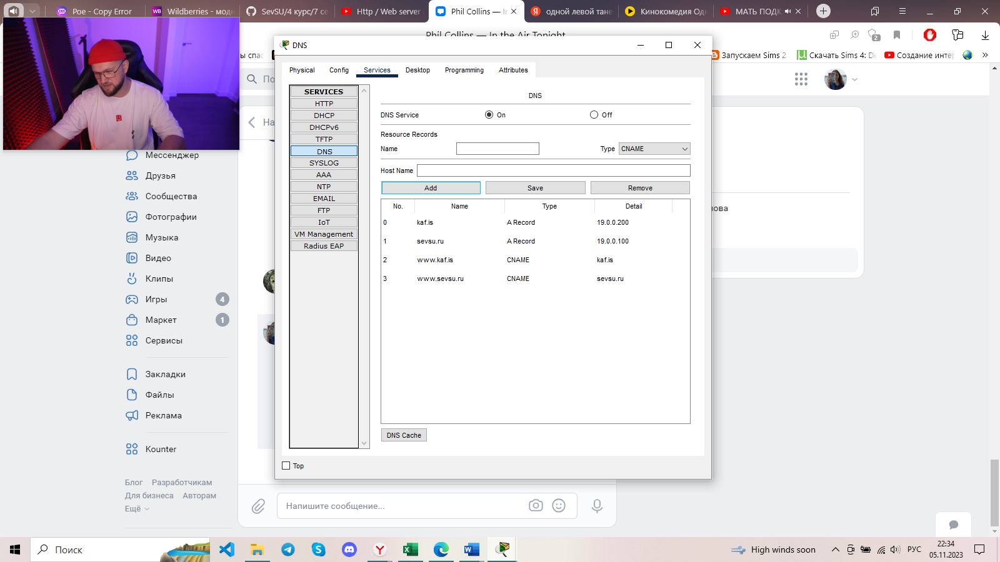 Poe - Copy Error
Wildberries - мод
SevSU/4 курс/7 се
Http / Web server
Phil Collins — In
одной левой тане
Кинокомедия Од
МАТЬ ПОДК
Phil Collins — In the Air Tonight
2
ы спас
Запускаем Sims 2
Скачать Sims 4: De
Создание интер
По
На
Мессенджер
Друзья
Сообщества
Фотографии
Музыка
Видео
Клипы
Игры 4
Маркет 1
Сервисы
Закладки
Файлы
Реклама
Kounter
Блог Разработчикам
Для бизнеса Авторам
Ещё
DNS
Physical Config Services Desktop Programming Attributes
SERVICES
HTTP
DHCP
DHCPv6
TFTP
DNS
SYSLOG
AAA
NTP
EMAIL
FTP
IoT
VM Management
Radius EAP
DNS
DNS Service On Off
Resource Records
Name Type CNAME
Host Name
Add Save Remove
No. Name Type Detail
0 kaf.is A Record 19.0.0.200
1 sevsu.ru A Record 19.0.0.100
2 www.kaf.is CNAME kaf.is
3 www.sevsu.ru CNAME sevsu.ru
DNS Cache
Top
ова
Напишите сообщение...
Поиск
High winds soon
РУС
22:34
05.11.2023